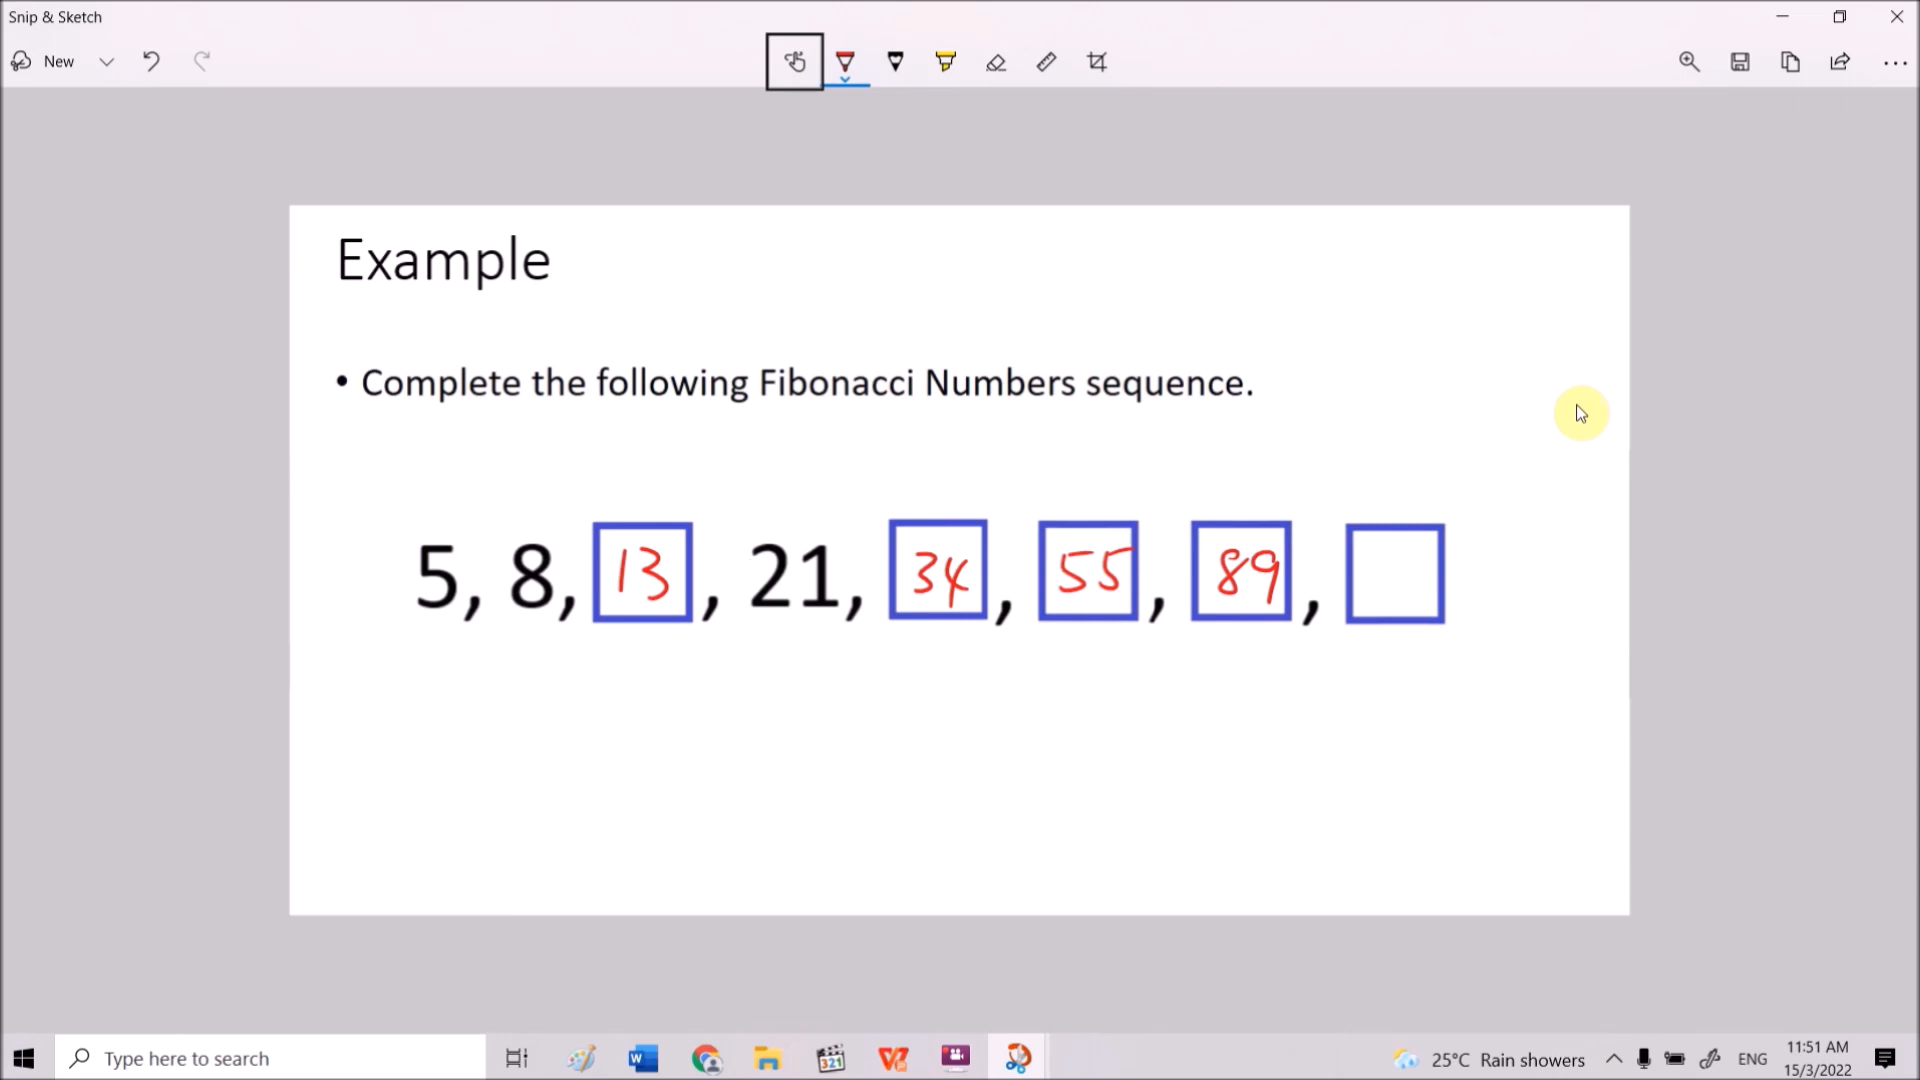 Snip & Sketch
New
Example
• Complete the following Fibonacci Numbers sequence.
5, 8, 13, 21, 34, 55, 89,
Type here to search
25°C Rain showers
ENG
11:51 AM
15/3/2022
W
321